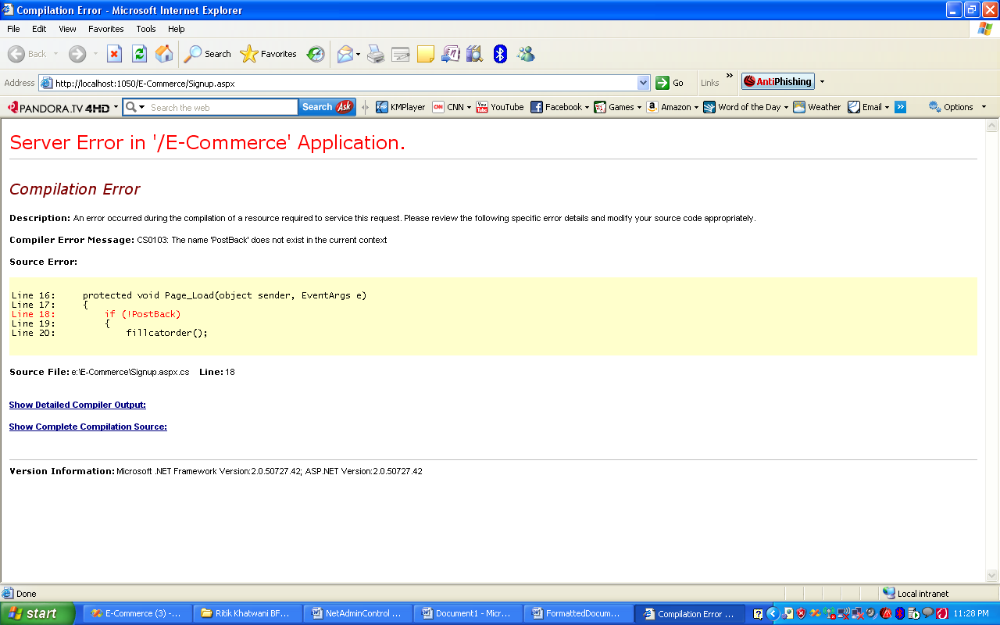 Compilation Error - Microsoft Internet Explorer
File Edit View Favorites Tools Help
Back Search Favorites
Address http://localhost:1050/E-Commerce/Signup.aspx Go Links » AntiPhishing
PANDORA.TV 4HD Search the web Search Ask KMPlayer CNN YouTube Facebook Games Amazon Word of the Day Weather Email » Options
Server Error in '/E-Commerce' Application.
Compilation Error
Description: An error occurred during the compilation of a resource required to service this request. Please review the following specific error details and modify your source code appropriately.
Compiler Error Message: CS0103: The name 'PostBack' does not exist in the current context
Source Error:
Line 16:     protected void Page_Load(object sender, EventArgs e)
Line 17:     {
Line 18:         if (!PostBack)
Line 19:         {
Line 20:             fillcatorder();
Source File: e:\E-Commerce\Signup.aspx.cs    Line: 18
Show Detailed Compiler Output:
Show Complete Compilation Source:
Version Information: Microsoft .NET Framework Version:2.0.50727.42; ASP.NET Version:2.0.50727.42
Done Local intranet
start E-Commerce (3) -... Ritik Khatwani BF... NetAdminControl ... Document1 - Micr... FormattedDocum... Compilation Error ... 11:28 PM